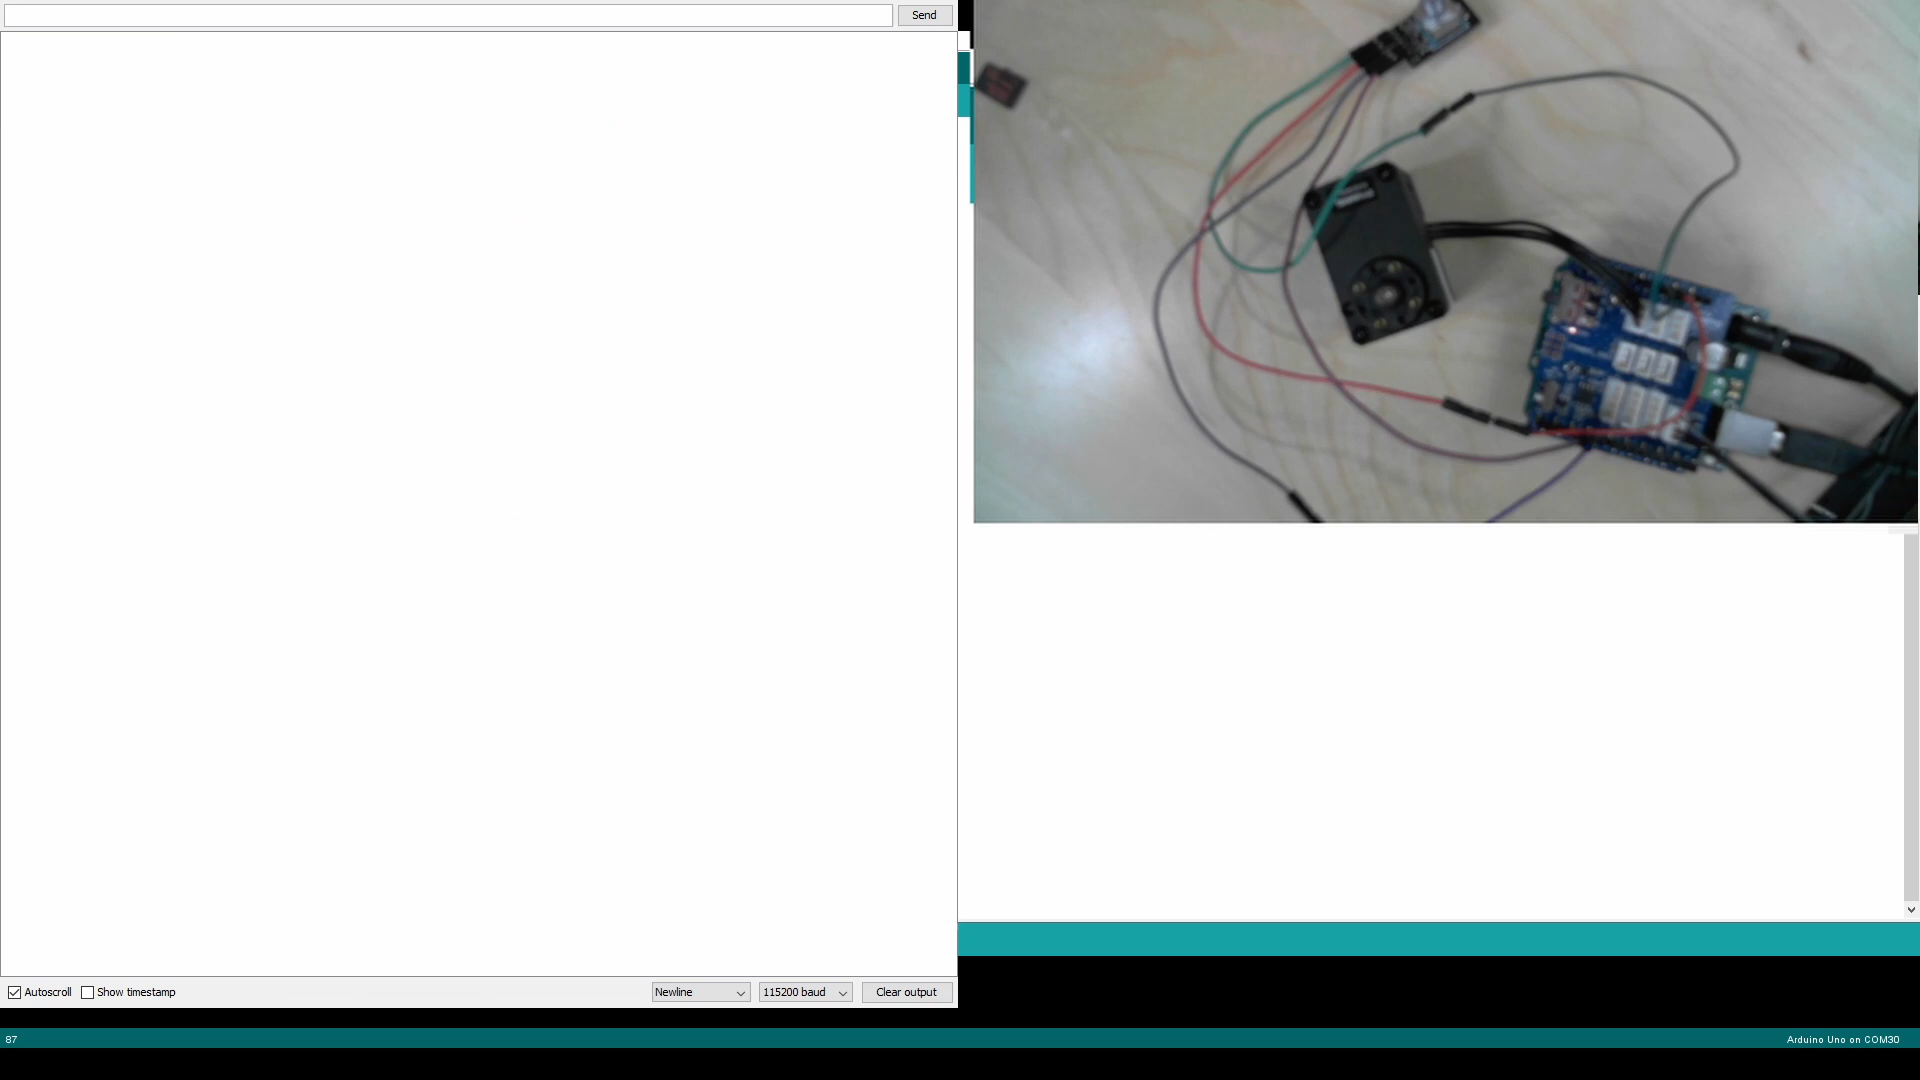 Send
Autoscroll
Show timestamp
Newline
115200 baud
Clear output
87
Arduino Uno on COM30